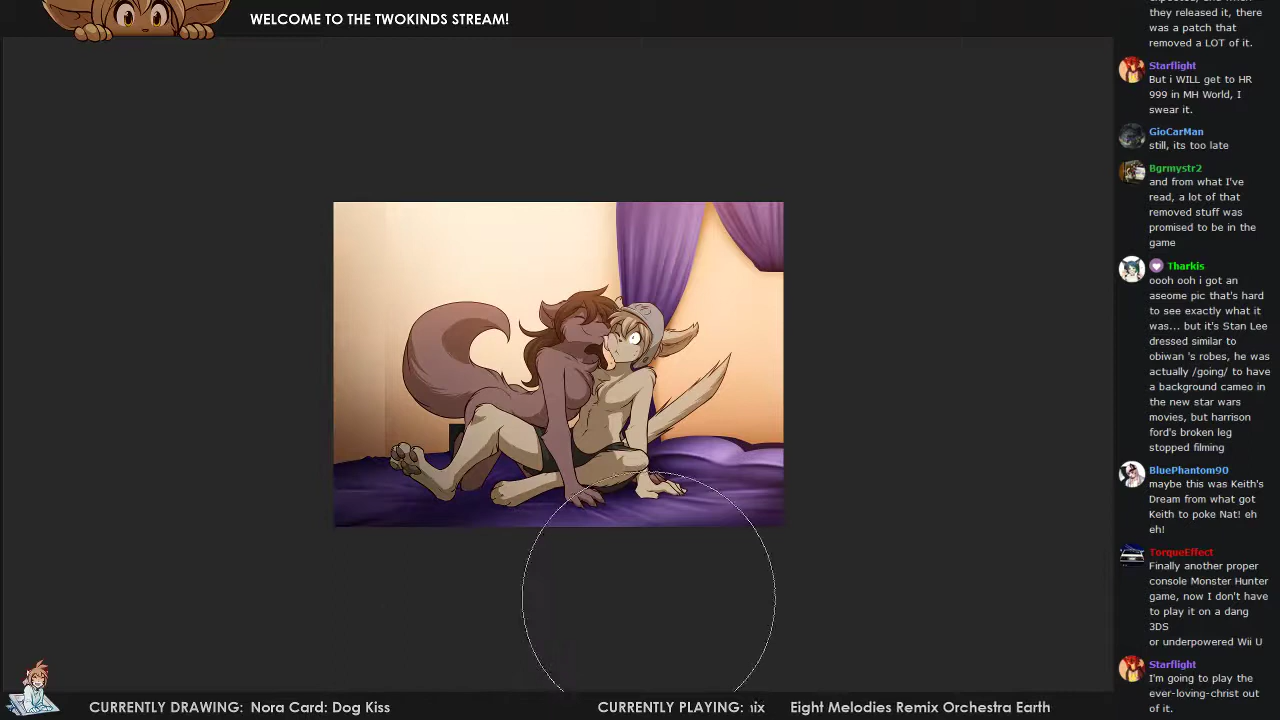 WELCOME TO THE TWOKINDS STREAM!
expected, and when
they released it, there
was a patch that
removed a LOT of it.
Starflight
But i WILL get to HR
999 in MH World, I
swear it.
GioCarMan
still, its too late
Bgrmystr2
and from what I've
read, a lot of that
removed stuff was
promised to be in the
game
Tharkis
oooh ooh i got an
aseome pic that's hard
to see exactly what it
was... but it's Stan Lee
dressed similar to
obiwan 's robes, he was
actually /going/ to have
a background cameo in
the new star wars
movies, but harrison
ford's broken leg
stopped filming
BluePhantom90
maybe this was Keith's
Dream from what got
Keith to poke Nat! eh
eh!
TorqueEffect
Finally another proper
console Monster Hunter
game, now I don't have
to play it on a dang
3DS
or underpowered Wii U
Starflight
I'm going to play the
ever-loving-christ out
of it.
CURRENTLY DRAWING: Nora Card: Dog Kiss
CURRENTLY PLAYING: Eight Melodies Remix Orchestra Earth